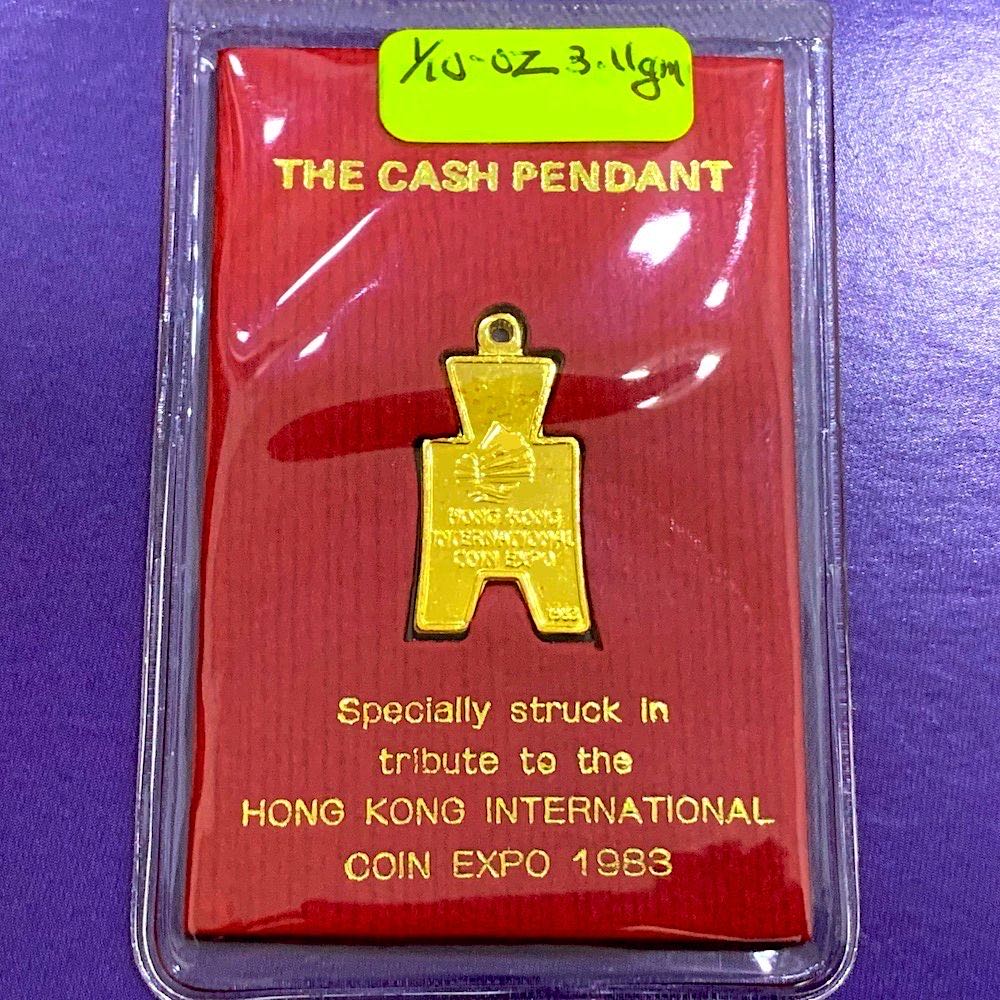 1/10-OZ 3.11gm
THE CASH PENDANT
HONG KONG
INTERNATIONAL
COIN EXPO
1983
Specially struck in
tribute to the
HONG KONG INTERNATIONAL
COIN EXPO 1983